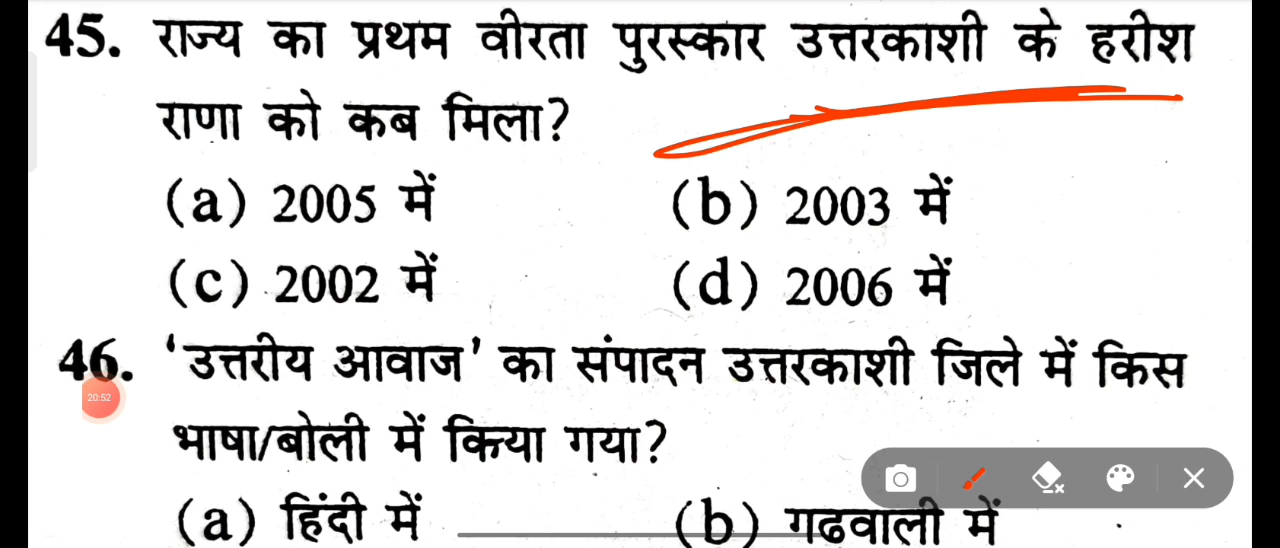 45. राज्य का प्रथम वीरता पुरस्कार उत्तरकाशी के हरीश
राणा को कब मिला?
(a) 2005 में (b) 2003 में
(c) 2002 में (d) 2006 में
46. 'उत्तरीय आवाज' का संपादन उत्तरकाशी जिले में किस
20:52
भाषा/बोली में किया गया?
(a) हिंदी में (b) गढवाली में